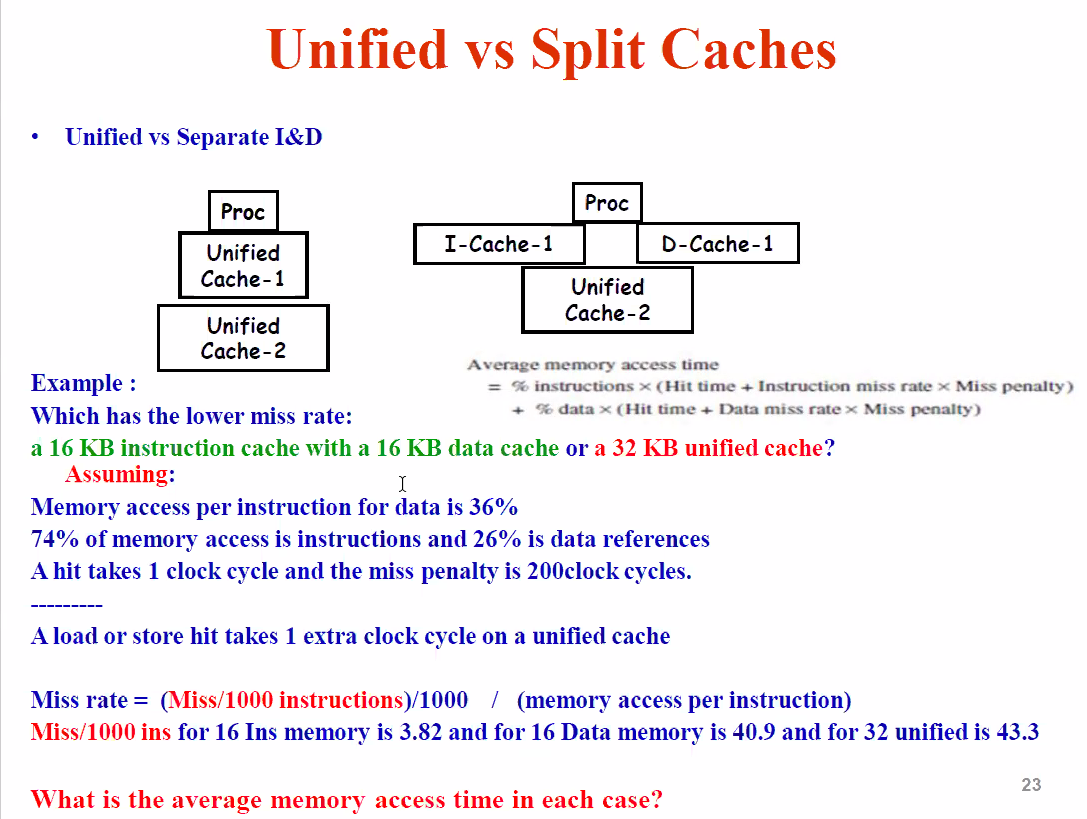 Unified vs Split Caches
• Unified vs Separate I&D
Proc
Unified
Cache-1
Unified
Cache-2
Proc
I-Cache-1
D-Cache-1
Unified
Cache-2
Average memory access time
= % instructions × (Hit time + Instruction miss rate × Miss penalty)
+ % data × (Hit time + Data miss rate × Miss penalty)
Example :
Which has the lower miss rate:
a 16 KB instruction cache with a 16 KB data cache or a 32 KB unified cache?
Assuming:
Memory access per instruction for data is 36%
74% of memory access is instructions and 26% is data references
A hit takes 1 clock cycle and the miss penalty is 200clock cycles.
---------
A load or store hit takes 1 extra clock cycle on a unified cache
Miss rate = (Miss/1000 instructions)/1000 / (memory access per instruction)
Miss/1000 ins for 16 Ins memory is 3.82 and for 16 Data memory is 40.9 and for 32 unified is 43.3
What is the average memory access time in each case?
23